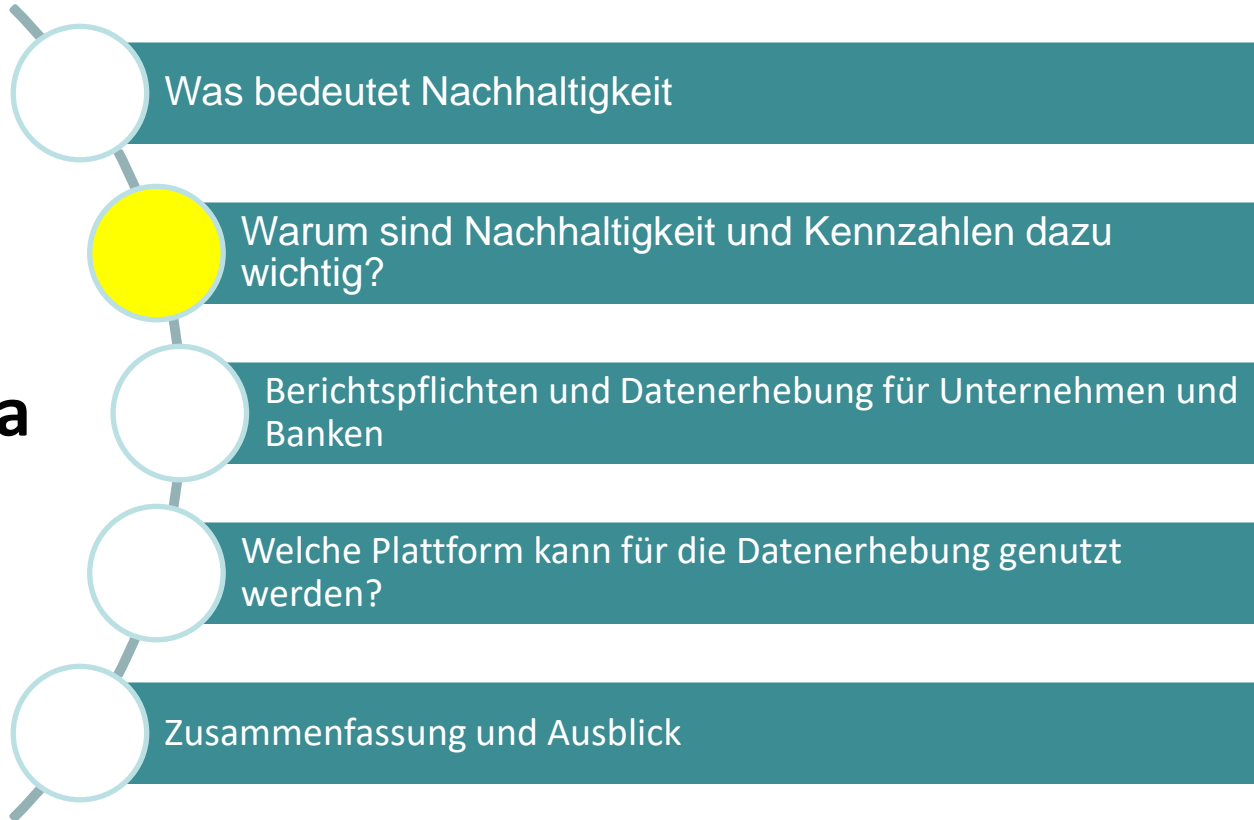 Was bedeutet Nachhaltigkeit
Warum sind Nachhaltigkeit und Kennzahlen dazu
wichtig?
a
Berichtspflichten und Datenerhebung für Unternehmen und
Banken
Welche Plattform kann für die Datenerhebung genutzt
werden?
Zusammenfassung und Ausblick